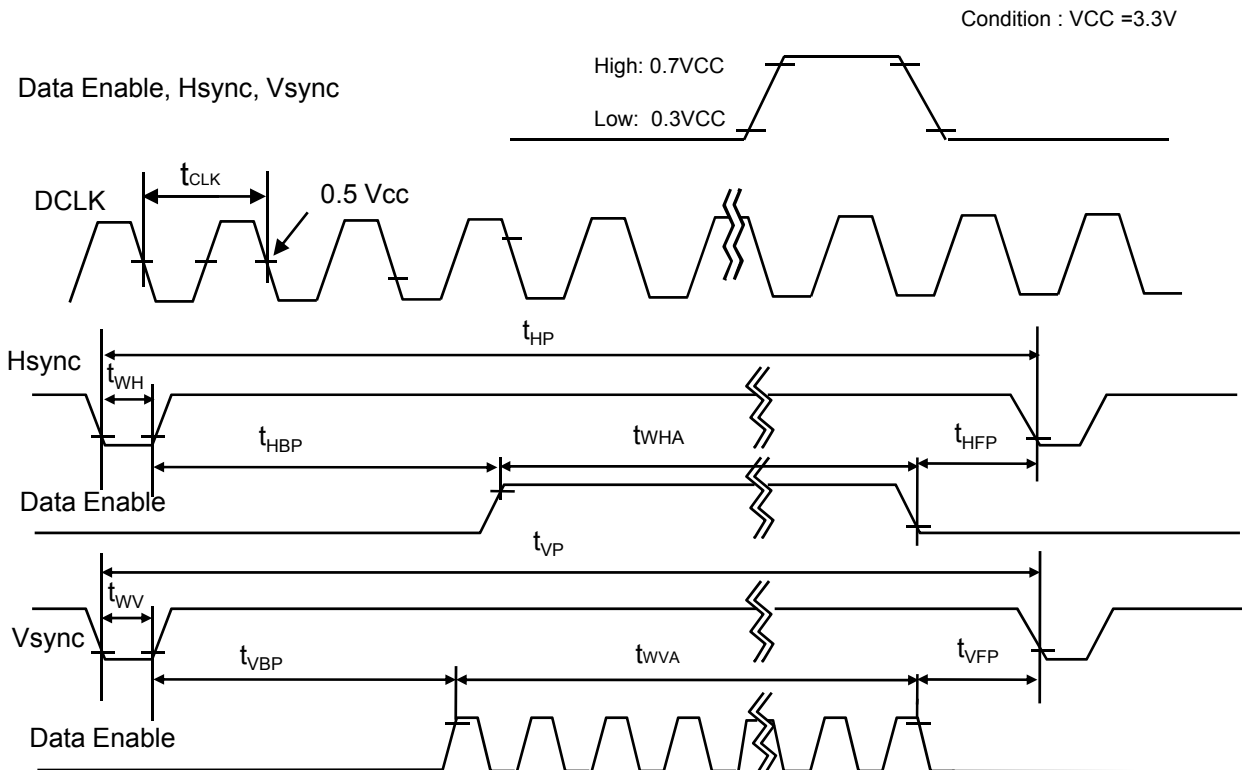 Condition : VCC =3.3V
High: 0.7VCC
Data Enable, Hsync, Vsync
Low: 0.3VCC
tCLK
DCLK
0.5 Vcc
tHP
Hsync
tWH
tHBP
tWHA
tHFP
Data Enable
tVP
tWV
Vsync
tVBP
tWVA
tVFP
Data Enable